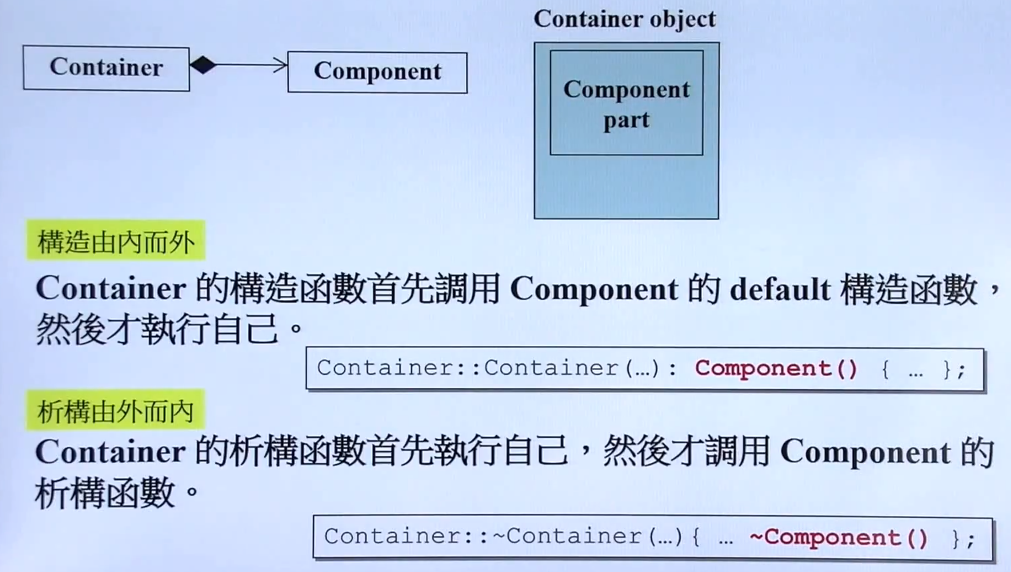 Container object
Container
Component
Component
part
構造由內而外
Container 的構造函數首先調用 Component 的 default 構造函數，
然後才執行自己。
Container::Container(…): Component() { … };
析構由外而內
Container 的析構函數首先執行自己，然後才調用 Component 的
析構函數。
Container::~Container(…){ … ~Component() };